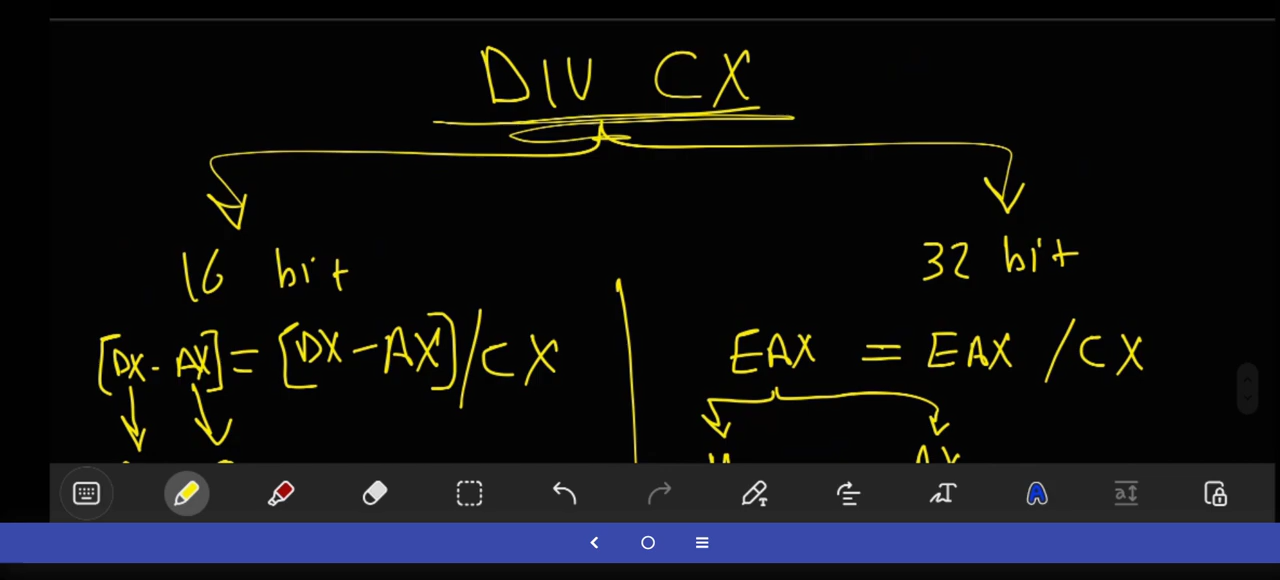 DIV CX
16 bit
32 bit
[DX - AX] = [DX - AX] / CX
EAX = EAX / CX